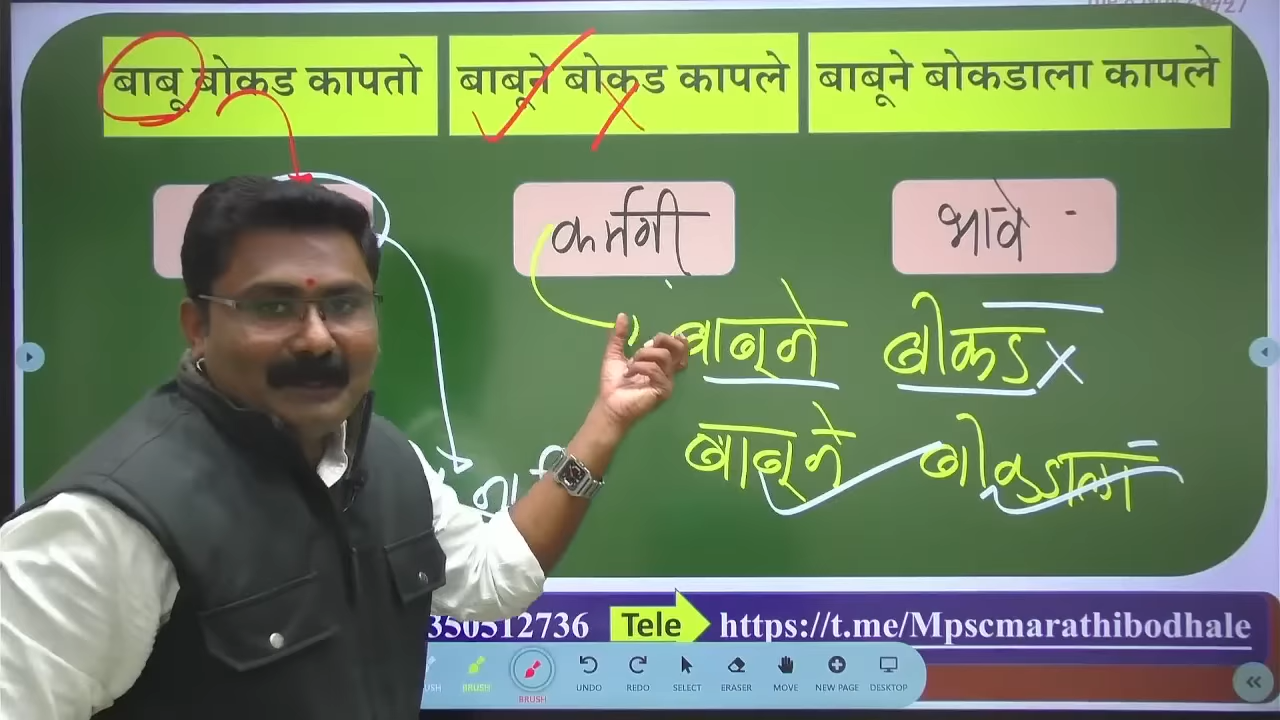 बाबू बोकड कापतो
बाबूने बोकड कापले
बाबूने बोकडाला कापले
कर्मणी
भावे
बाबूने बोकड
बाबूने बोकडाला
350512736 Tele https://t.me/Mpscmarathibodhale
BRUSH BRUSH UNDO REDO SELECT ERASER MOVE NEW PAGE DESKTOP